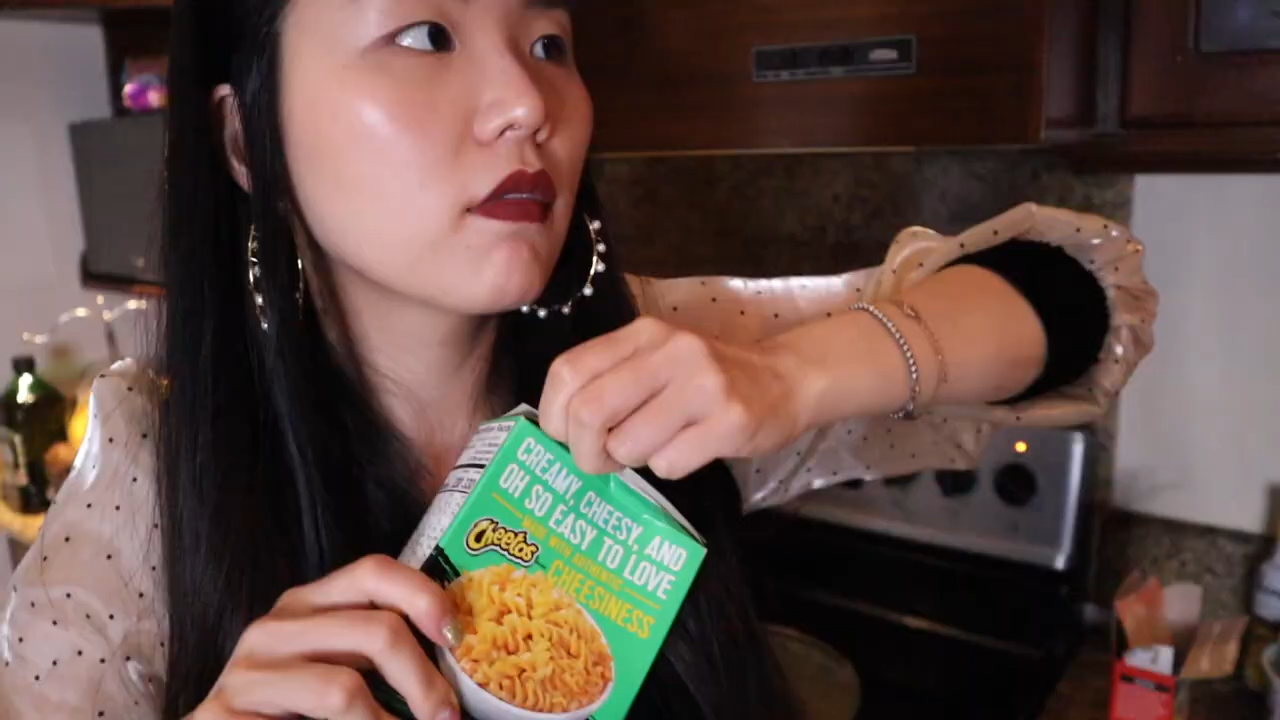 CREAMY, CHEESY, AND
OH SO EASY TO LOVE
MADE WITH AUTHENTIC
Cheetos
CHEESINESS